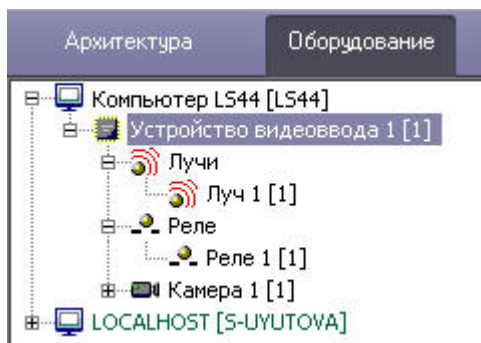 Архитектура Оборудование
Компьютер LS44 [LS44]
Устройство видеоввода 1 [1]
Лучи
Луч 1 [1]
Реле
Реле 1 [1]
Камера 1 [1]
LOCALHOST [S-UYUTOVA]